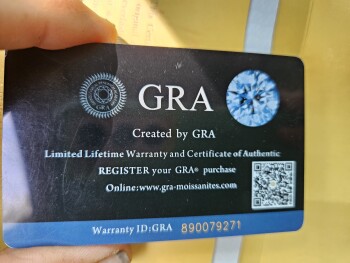 GRA
Created by GRA
Limited Lifetime Warranty and Certificate of Authentic
REGISTER your GRA® purchase
Online:www.gra-moissanites.com
Warranty ID:GRA 890079271